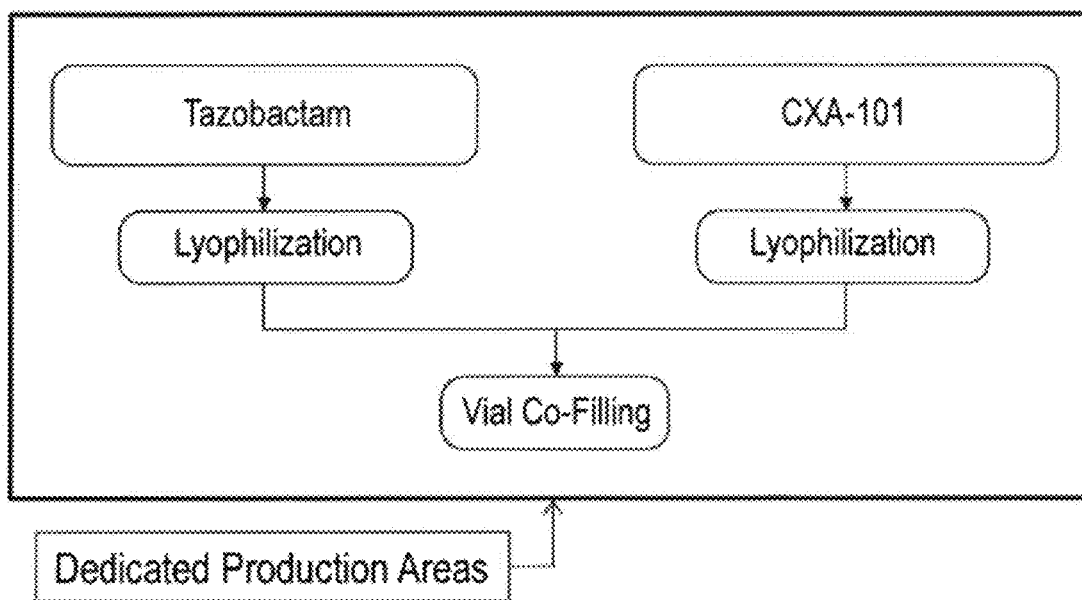 Tazobactam
CXA-101
Lyophilization
Lyophilization
Vial Co-Filling
Dedicated Production Areas